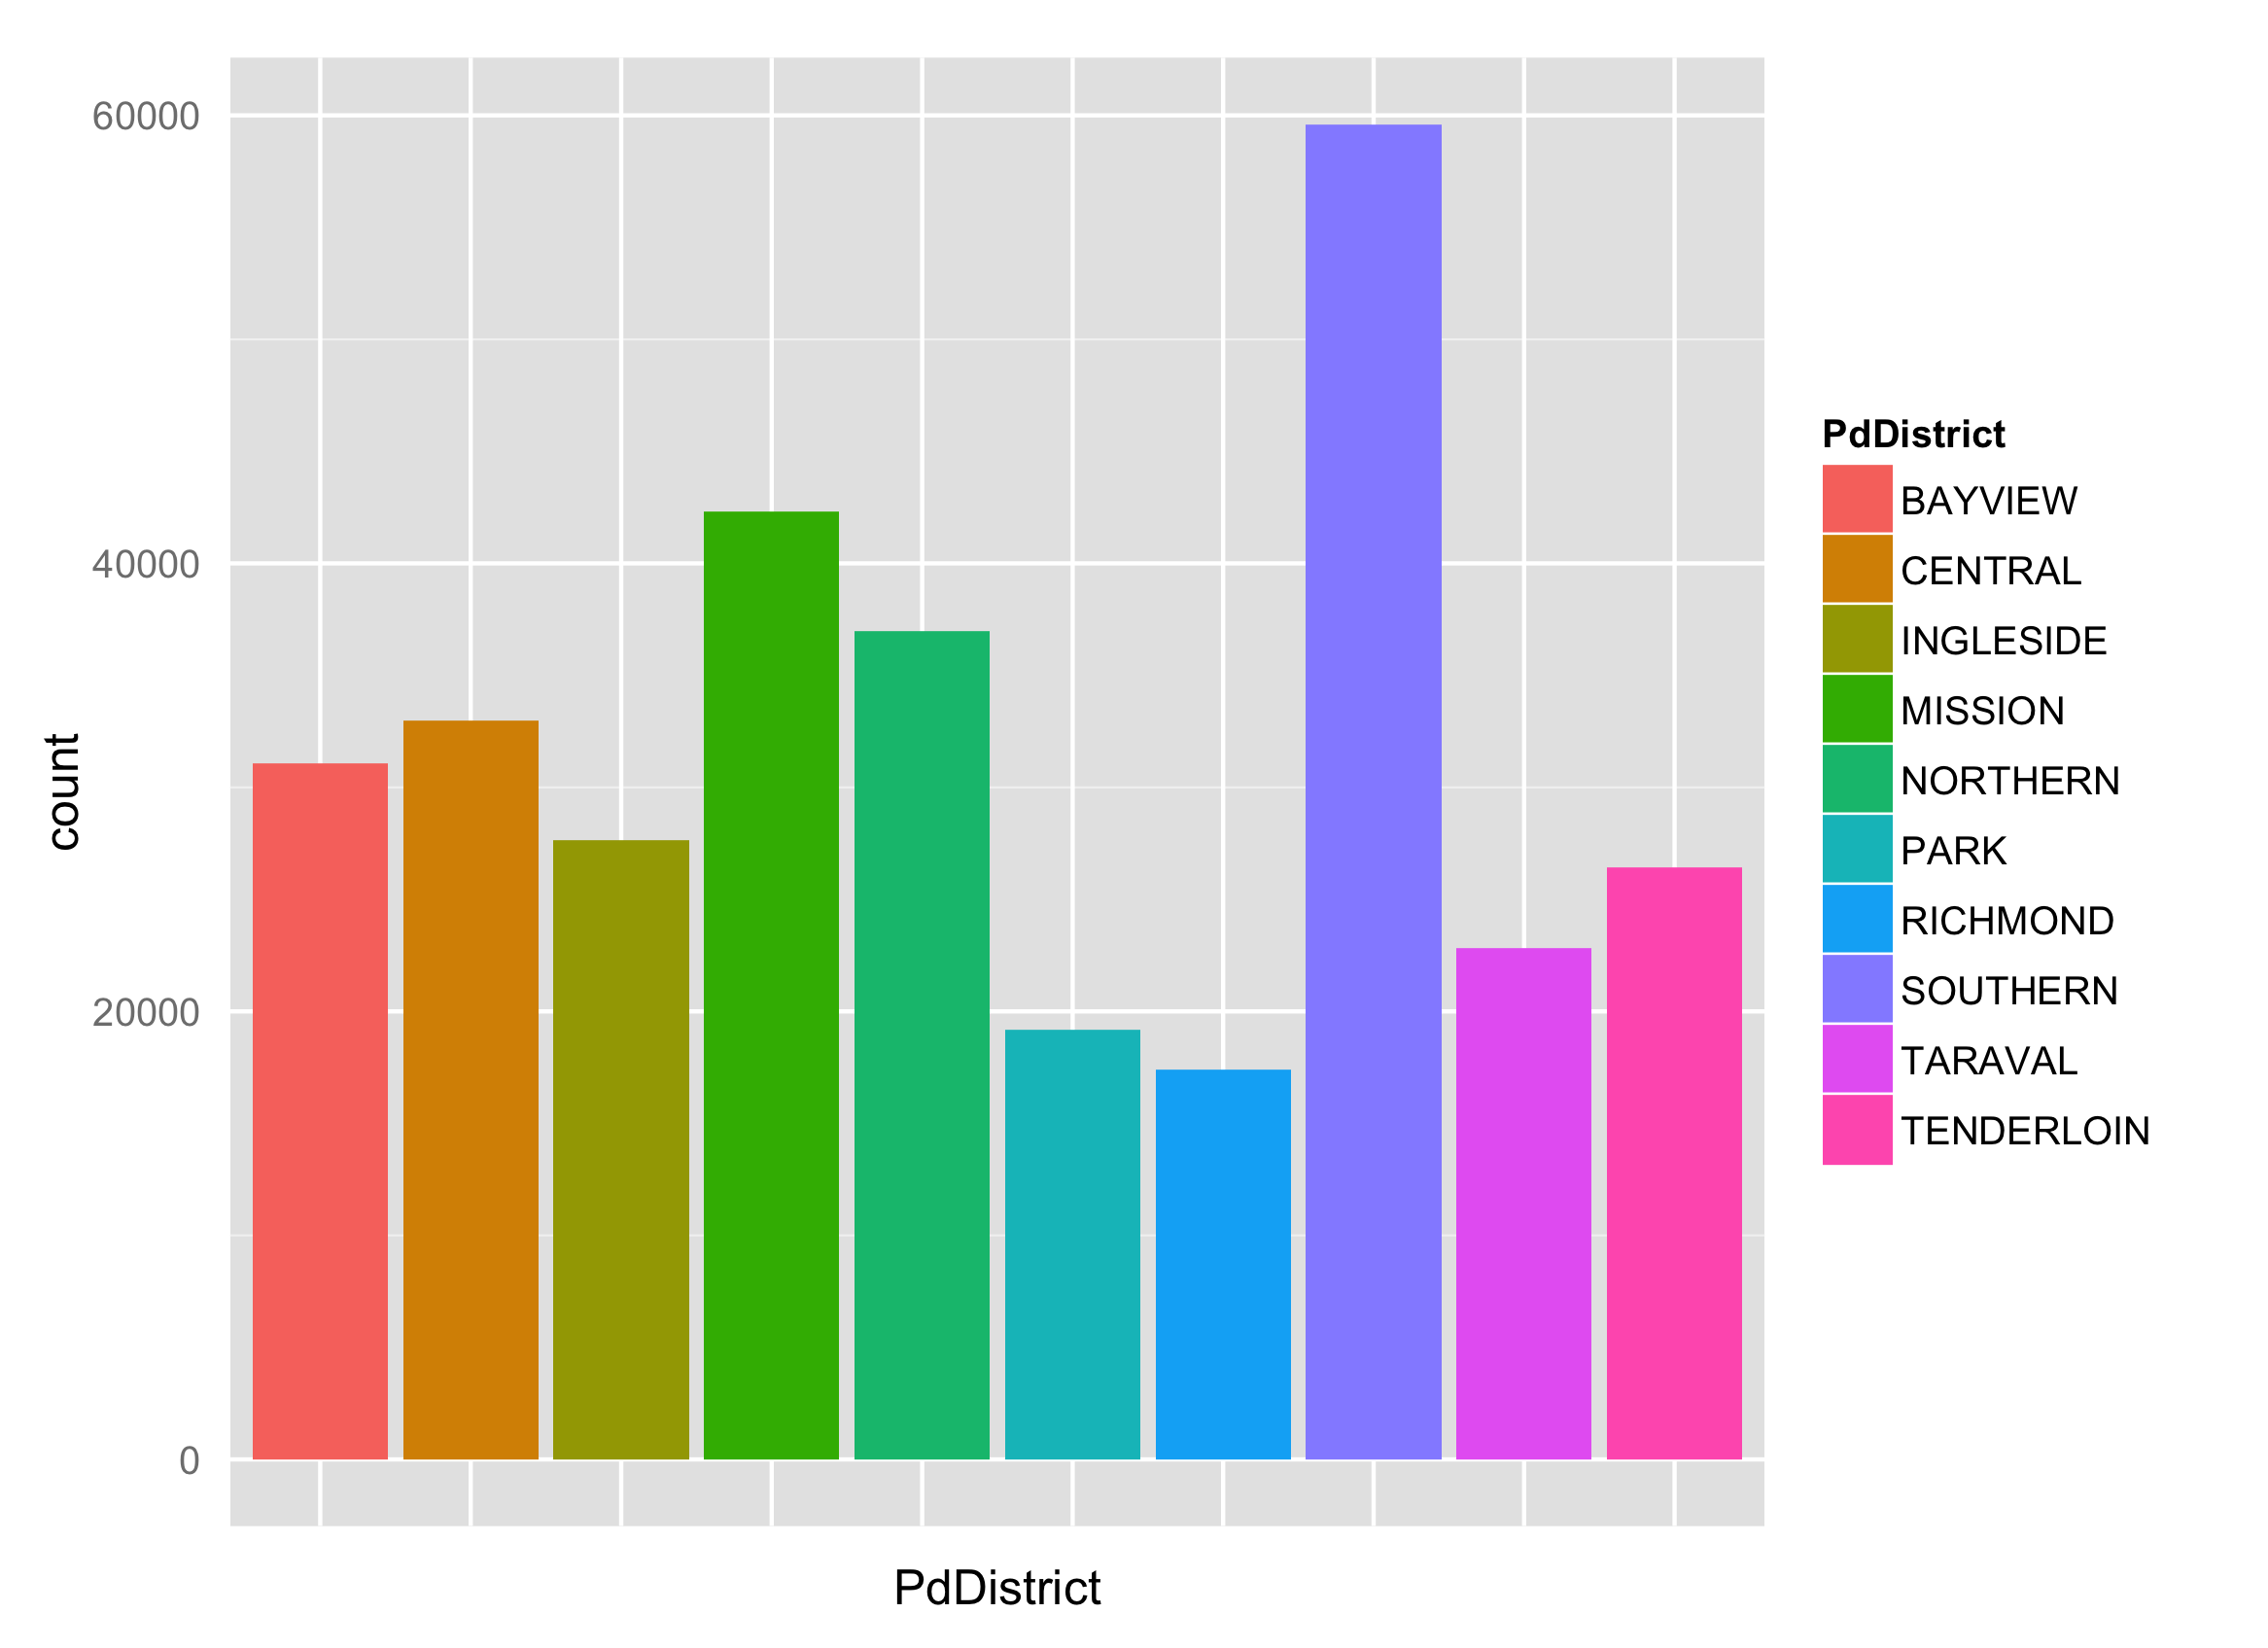 60000
40000
20000
0
count
PdDistrict
PdDistrict
BAYVIEW
CENTRAL
INGLESIDE
MISSION
NORTHERN
PARK
RICHMOND
SOUTHERN
TARAVAL
TENDERLOIN